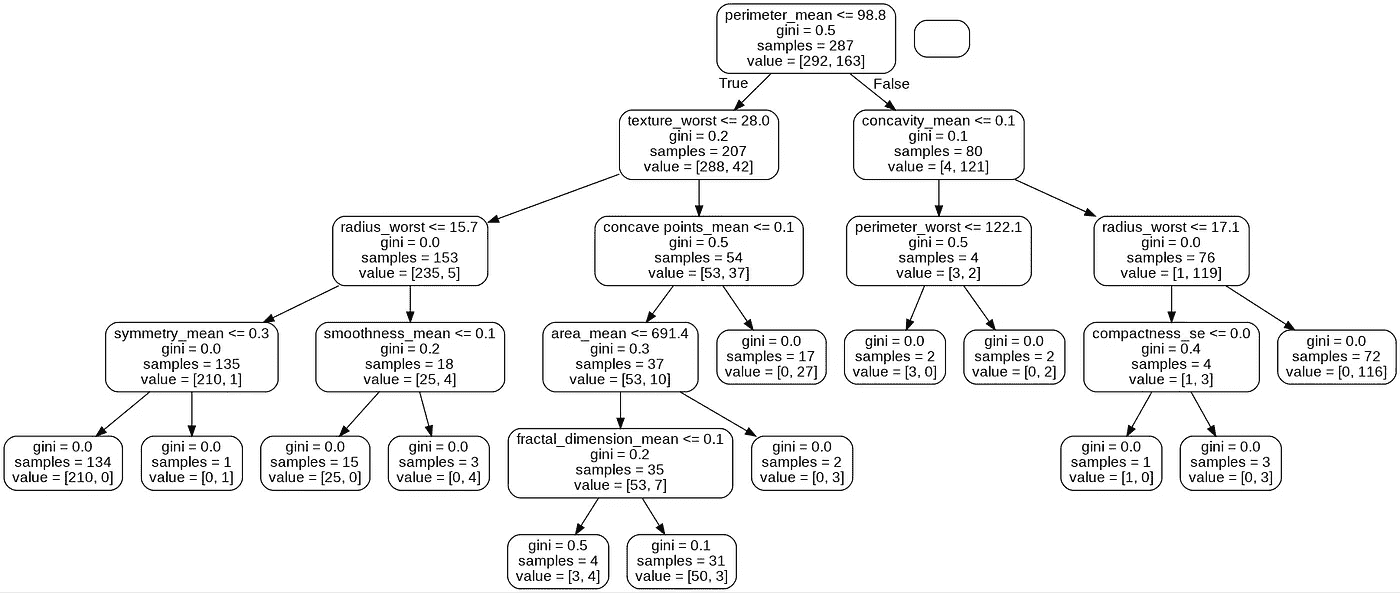 perimeter_mean <= 98.8
gini = 0.5
samples = 287
value = [292, 163]
True
False
texture_worst <= 28.0
gini = 0.2
samples = 207
value = [288, 42]
concavity_mean <= 0.1
gini = 0.1
samples = 80
value = [4, 121]
radius_worst <= 15.7
gini = 0.0
samples = 153
value = [235, 5]
concave points_mean <= 0.1
gini = 0.5
samples = 54
value = [53, 37]
perimeter_worst <= 122.1
gini = 0.5
samples = 4
value = [3, 2]
radius_worst <= 17.1
gini = 0.0
samples = 76
value = [1, 119]
symmetry_mean <= 0.3
gini = 0.0
samples = 135
value = [210, 1]
smoothness_mean <= 0.1
gini = 0.2
samples = 18
value = [25, 4]
area_mean <= 691.4
gini = 0.3
samples = 37
value = [53, 10]
gini = 0.0
samples = 17
value = [0, 27]
gini = 0.0
samples = 2
value = [3, 0]
gini = 0.0
samples = 2
value = [0, 2]
compactness_se <= 0.0
gini = 0.4
samples = 4
value = [1, 3]
gini = 0.0
samples = 72
value = [0, 116]
gini = 0.0
samples = 134
value = [210, 0]
gini = 0.0
samples = 1
value = [0, 1]
gini = 0.0
samples = 15
value = [25, 0]
gini = 0.0
samples = 3
value = [0, 4]
fractal_dimension_mean <= 0.1
gini = 0.2
samples = 35
value = [53, 7]
gini = 0.0
samples = 2
value = [0, 3]
gini = 0.0
samples = 1
value = [1, 0]
gini = 0.0
samples = 3
value = [0, 3]
gini = 0.5
samples = 4
value = [3, 4]
gini = 0.1
samples = 31
value = [50, 3]